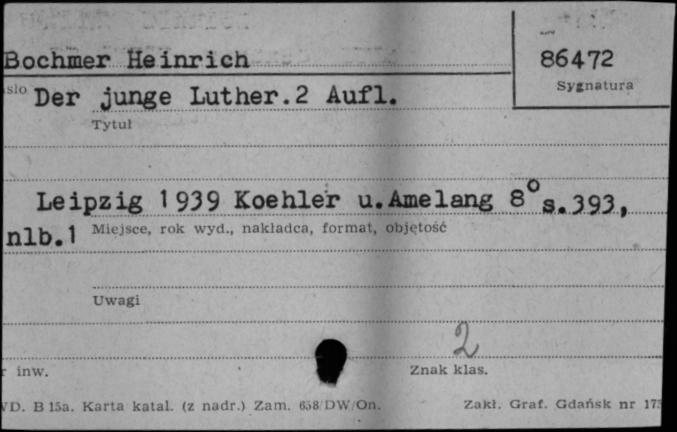 Bochmer Heinrich
86472
Sygnatura
Der junge Luther.2 Aufl.
Tytuł
Leipzig 1939 Koehler u.Amelang 8° s.393,
nlb.1
Miejsce, rok wyd., nakładca, format, objętość
Uwagi
2
inw.
Znak klas.
B 15a. Karta katal. (z nadr.) Zam. 658/DW/On.
Zakł. Graf. Gdańsk nr